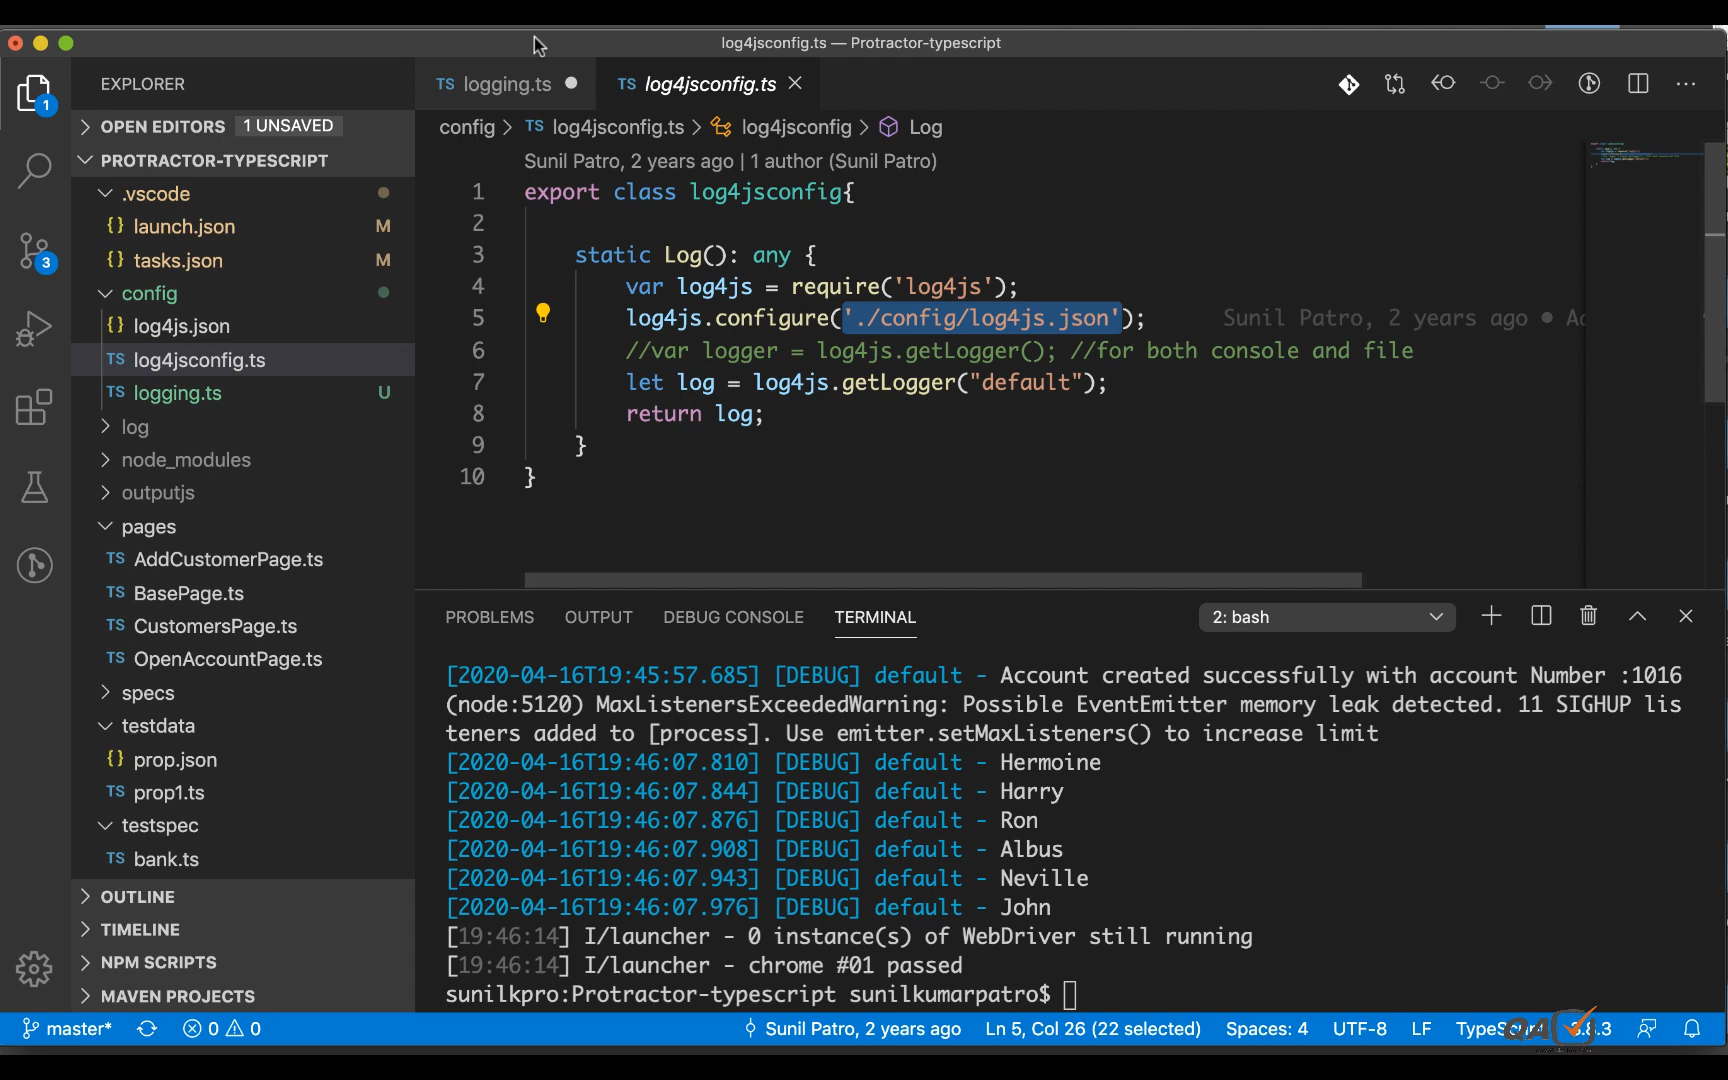 log4jsconfig.ts — Protractor-typescript
1
3
EXPLORER
OPEN EDITORS 1 UNSAVED
PROTRACTOR-TYPESCRIPT
.vscode
{} launch.json M
{} tasks.json M
config
{} log4js.json
TS log4jsconfig.ts
TS logging.ts U
log
node_modules
outputjs
pages
TS AddCustomerPage.ts
TS BasePage.ts
TS CustomersPage.ts
TS OpenAccountPage.ts
specs
testdata
{} prop.json
TS prop1.ts
testspec
TS bank.ts
OUTLINE
TIMELINE
NPM SCRIPTS
MAVEN PROJECTS
TS logging.ts TS log4jsconfig.ts
config > TS log4jsconfig.ts > log4jsconfig > Log
Sunil Patro, 2 years ago | 1 author (Sunil Patro)
1 export class log4jsconfig{
2
3 static Log(): any {
4 var log4js = require('log4js');
5 log4js.configure('./config/log4js.json'); Sunil Patro, 2 years ago •
6 //var logger = log4js.getLogger(); //for both console and file
7 let log = log4js.getLogger("default");
8 return log;
9 }
10 }
PROBLEMS OUTPUT DEBUG CONSOLE TERMINAL 2: bash
[2020-04-16T19:45:57.685] [DEBUG] default - Account created successfully with account Number :1016
(node:5120) MaxListenersExceededWarning: Possible EventEmitter memory leak detected. 11 SIGHUP lis
teners added to [process]. Use emitter.setMaxListeners() to increase limit
[2020-04-16T19:46:07.810] [DEBUG] default - Hermoine
[2020-04-16T19:46:07.844] [DEBUG] default - Harry
[2020-04-16T19:46:07.876] [DEBUG] default - Ron
[2020-04-16T19:46:07.908] [DEBUG] default - Albus
[2020-04-16T19:46:07.943] [DEBUG] default - Neville
[2020-04-16T19:46:07.976] [DEBUG] default - John
[19:46:14] I/launcher - 0 instance(s) of WebDriver still running
[19:46:14] I/launcher - chrome #01 passed
sunilkpro:Protractor-typescript sunilkumarpatro$
master* 0 0 Sunil Patro, 2 years ago Ln 5, Col 26 (22 selected) Spaces: 4 UTF-8 LF
QA